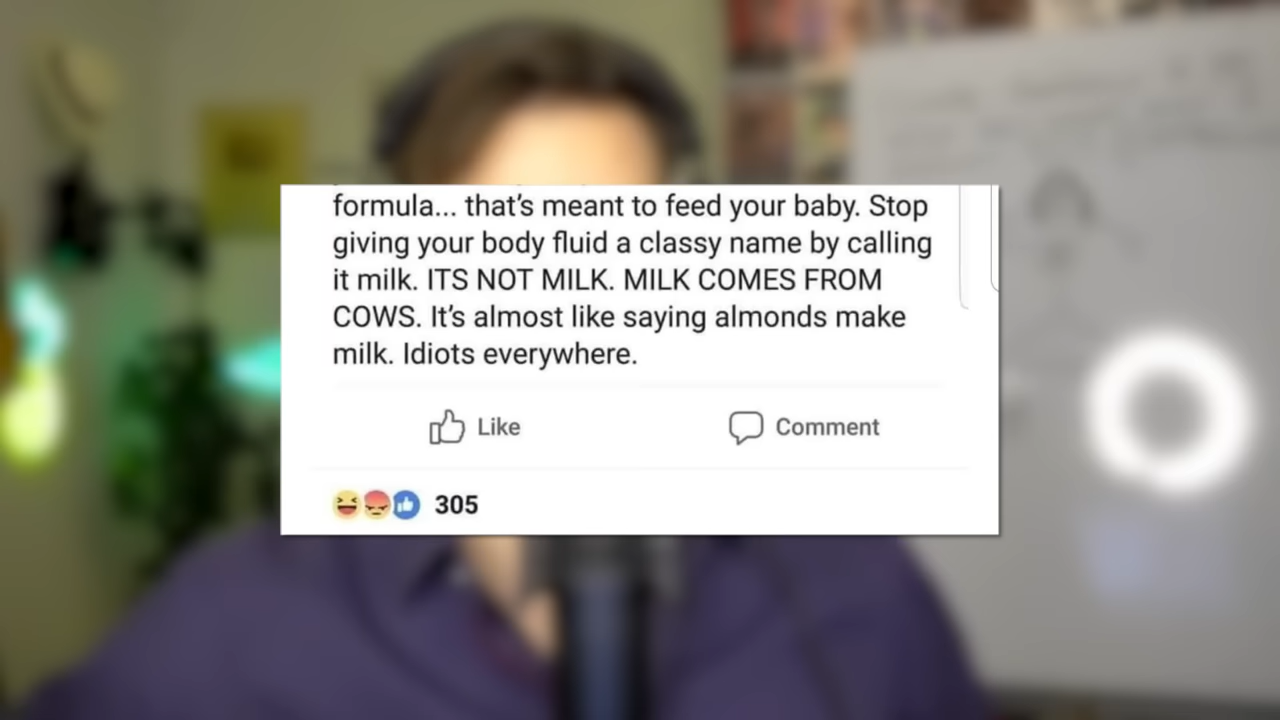 formula... that's meant to feed your baby. Stop
giving your body fluid a classy name by calling
it milk. ITS NOT MILK. MILK COMES FROM
COWS. It's almost like saying almonds make
milk. Idiots everywhere.
Like Comment
305